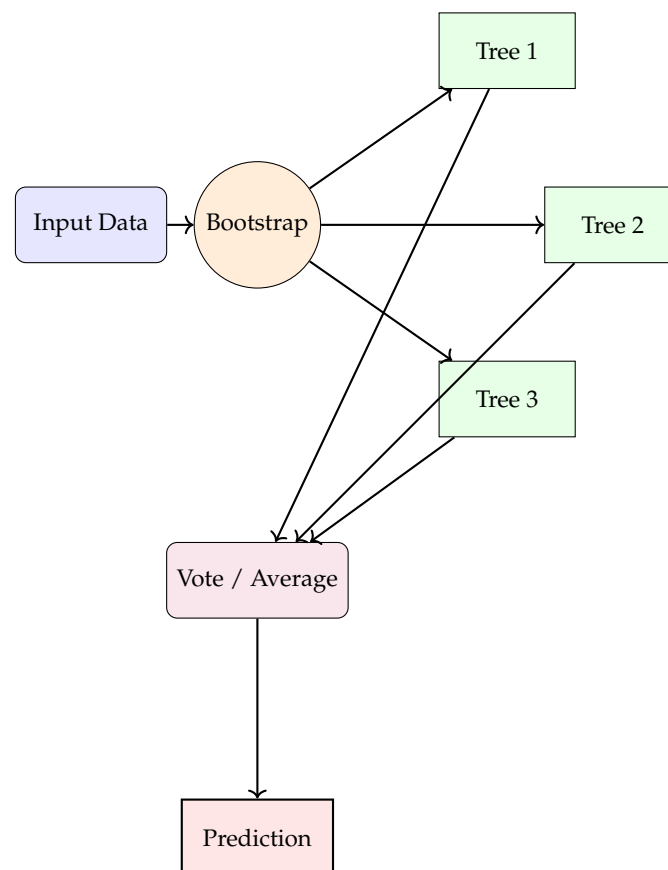 Tree 1
Input Data
Bootstrap
Tree 2
Tree 3
Vote / Average
Prediction